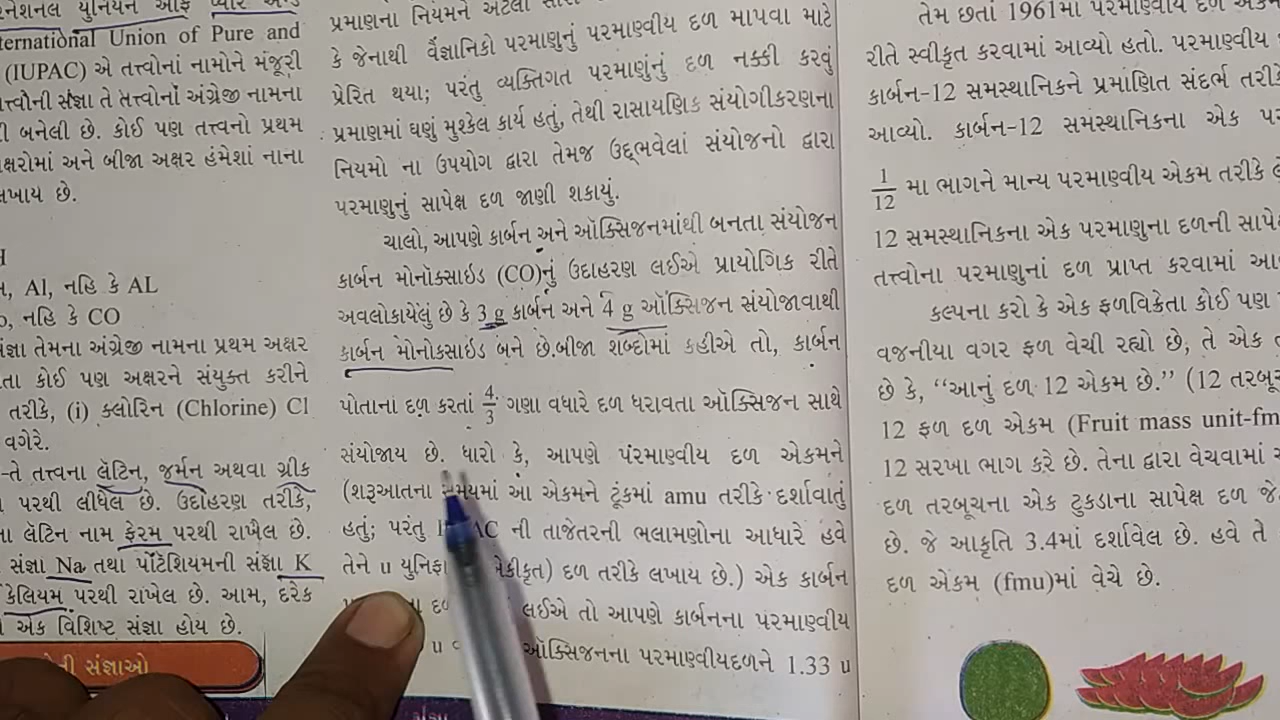 યુનિયન ઓફ
International Union of Pure and
(IUPAC) એ તત્ત્વોનાં નામોને મંજૂરી
તત્ત્વોની સંજ્ઞા તે તત્ત્વોનાં અંગ્રેજી નામના
બનેલી છે. કોઈ પણ તત્ત્વનો પ્રથમ
અને બીજા અક્ષર હંમેશાં નાના
લખાય છે.
Al, નહિ કે AL
નહિ કે CO
સંજ્ઞા તેમના અંગ્રેજી નામના પ્રથમ અક્ષર
કોઈ પણ અક્ષરને સંયુક્ત કરીને
તરીકે, (i) ક્લોરિન (Chlorine) Cl
વગેરે.
તત્ત્વના લૅટિન, જર્મન અથવા ગ્રીક
પરથી લીધેલ છે. ઉદાહરણ તરીકે,
લૅટિન નામ ફેરમ પરથી રાખેલ છે.
સંજ્ઞા Na તથા પોટૅશિયમની સંજ્ઞા K
કેલિયમ પરથી રાખેલ છે. આમ, દરેક
એક વિશિષ્ટ સંજ્ઞા હોય છે.
સંજ્ઞાઓ
પ્રમાણના નિયમને
કે જેનાથી વૈજ્ઞાનિકો પરમાણુનું પરમાણ્વીય દળ માપવા માટે
પ્રેરિત થયા; પરંતુ વ્યક્તિગત પરમાણુંનું દળ નક્કી કરવું
પ્રમાણમાં ઘણું મુશ્કેલ કાર્ય હતું, તેથી રાસાયણિક સંયોગીકરણના
નિયમો ના ઉપયોગ દ્વારા તેમજ ઉદ્ભવેલાં સંયોજનો દ્વારા
પરમાણુનું સાપેક્ષ દળ જાણી શકાયું.
ચાલો, આપણે કાર્બન અને ઑક્સિજનમાંથી બનતા સંયોજન
કાર્બન મોનૉક્સાઇડ (CO)નું ઉદાહરણ લઈએ પ્રાયોગિક રીતે
અવલોકાયેલું છે કે 3 g કાર્બન અને 4 g ઑક્સિજન સંયોજાવાથી
કાર્બન મોનોક્સાઇડ બને છે.બીજા શબ્દોમાં કહીએ તો, કાર્બન
પોતાનાં દળ કરતાં 4/3 ગણા વધારે દળ ધરાવતા ઑક્સિજન સાથે
સંયોજાય છે. ધારો કે, આપણે પરમાણ્વીય દળ એકમને
(શરૂઆતના સમયમાં આ એકમને ટૂંકમાં amu તરીકે દર્શાવાતું
હતું; પરંતુ ની તાજેતરની ભલામણોના આધારે હવે
તેને u દળ તરીકે લખાય છે.) એક કાર્બન
લઈએ તો આપણે કાર્બનના પરમાણ્વીય
u ઑક્સિજનના પરમાણ્વીયદળને 1.33 u
તેમ છતાં 1961માં પરમાણ્વીય દળ
રીતે સ્વીકૃત કરવામાં આવ્યો હતો. પરમાણ્વીય
કાર્બન-12 સમસ્થાનિકને પ્રમાણિત સંદર્ભ
આવ્યો. કાર્બન-12 સમસ્થાનિકના એક
1/12 મા ભાગને માન્ય પરમાણ્વીય એકમ તરીકે
12 સમસ્થાનિકના એક પરમાણુના દળની
તત્ત્વોના પરમાણુનાં દળ પ્રાપ્ત કરવામાં
કલ્પના કરો કે એક ફળવિક્રેતા કોઈ પણ
વજનીયા વગર ફળ વેચી રહ્યો છે, તે એક
છે કે, “આનું દળ 12 એકમ છે.” (12
12 ફળ દળ એકમ (Fruit mass unit-fm
12 સરખા ભાગ કરે છે. તેના દ્વારા વેચવામાં
દળ તરબૂચના એક ટુકડાના સાપેક્ષ દળ
છે. જે આકૃતિ 3.4માં દર્શાવેલ છે. હવે તે
દળ એકમ (fmu)માં વેચે છે.